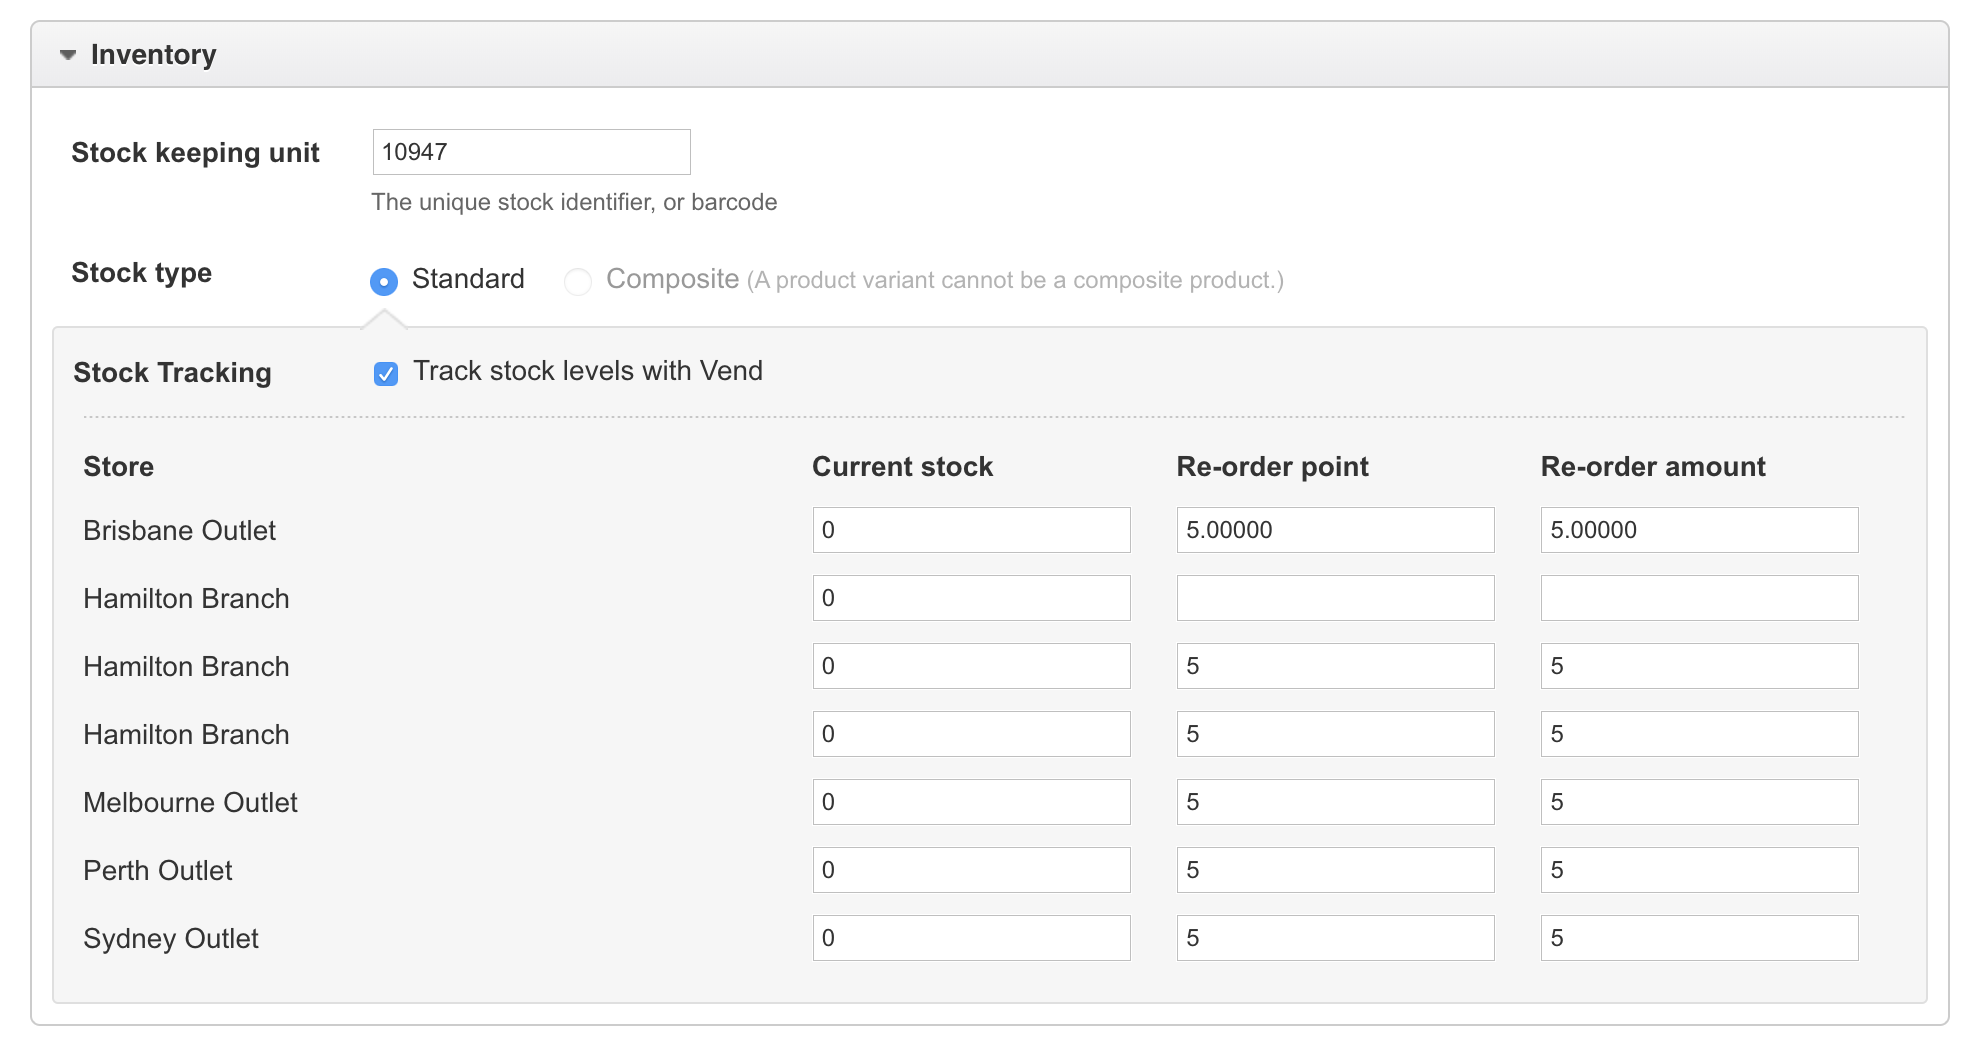 Inventory
Stock keeping unit 10947
The unique stock identifier, or barcode
Stock type Standard Composite (A product variant cannot be a composite product.)
Stock Tracking Track stock levels with Vend
Store Current stock Re-order point Re-order amount
Brisbane Outlet 0 5.00000 5.00000
Hamilton Branch 0
Hamilton Branch 0 5 5
Hamilton Branch 0 5 5
Melbourne Outlet 0 5 5
Perth Outlet 0 5 5
Sydney Outlet 0 5 5